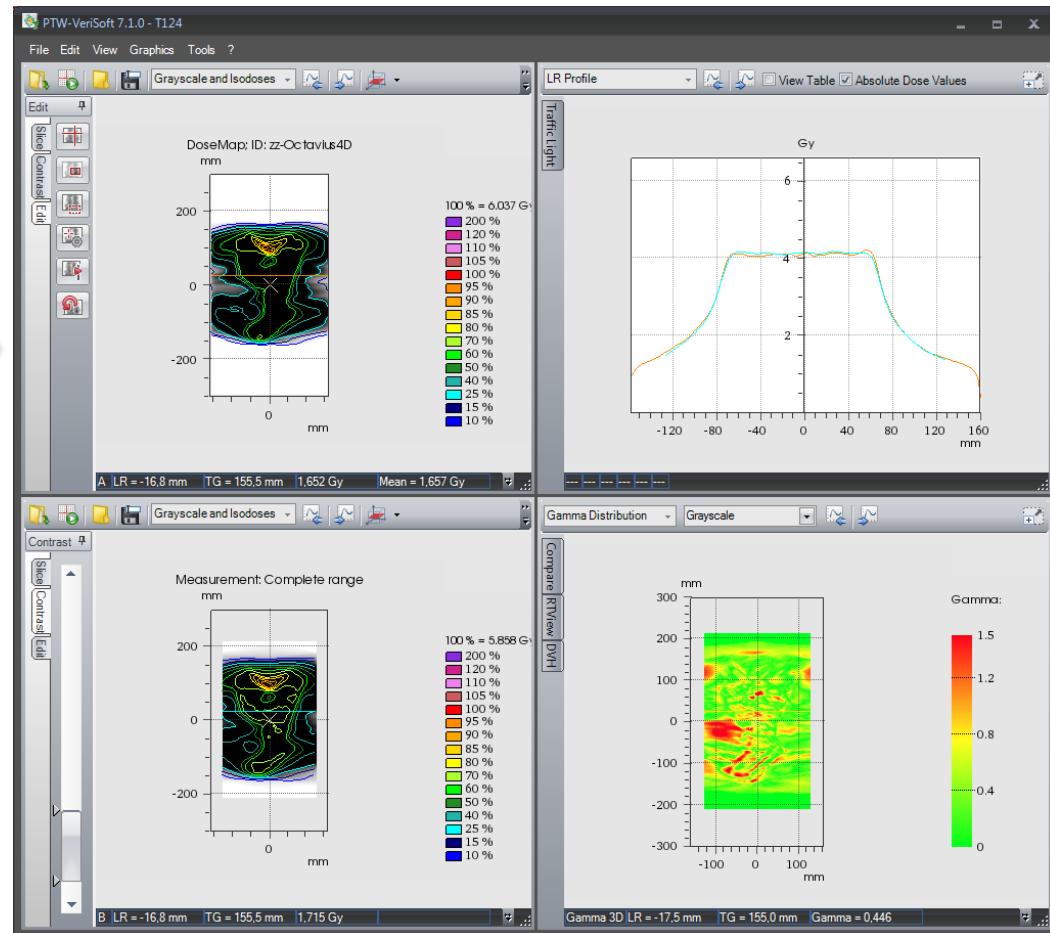 PTW-VeriSoft 7.1.0 - T124
File Edit View Graphics Tools ?
Grayscale and Isodoses
Edit
Slice
Contrast
Edit
DoseMap; ID: zz-Octavius4D
mm
200
0
-200
0
mm
100 % = 6.037 G
200 %
120 %
110 %
105 %
100 %
95 %
90 %
85 %
80 %
70 %
60 %
50 %
40 %
25 %
15 %
10 %
A LR = -16,8 mm TG = 155,5 mm 1,652 Gy Mean = 1,657 Gy
LR Profile View Table Absolute Dose Values
Traffic Light
Gy
6
4
2
-120 -80 -40 0 40 80 120 160
mm
--- --- --- --- --- ---
Grayscale and Isodoses
Contrast
Slice
Contrast
Edit
Measurement: Complete range
mm
200
0
-200
0
mm
100 % = 5.858 G
200 %
120 %
110 %
105 %
100 %
95 %
90 %
85 %
80 %
70 %
60 %
50 %
40 %
25 %
15 %
10 %
B LR = -16,8 mm TG = 155,5 mm 1,715 Gy
Gamma Distribution Grayscale
Compare
RTView
DVH
mm
300
200
100
0
-100
-200
-300
-100 0 100
mm
Gamma:
1.5
1.2
0.8
0.4
0
Gamma 3D LR = -17,5 mm TG = 155,0 mm Gamma = 0,446